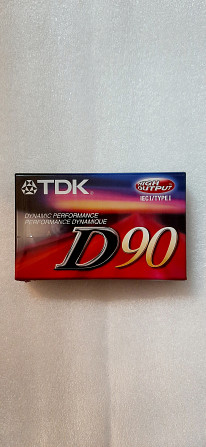 TDK
HIGH OUTPUT
IEC I/TYPE I
DYNAMIC PERFORMANCE
PERFORMANCE DYNAMIQUE
D90